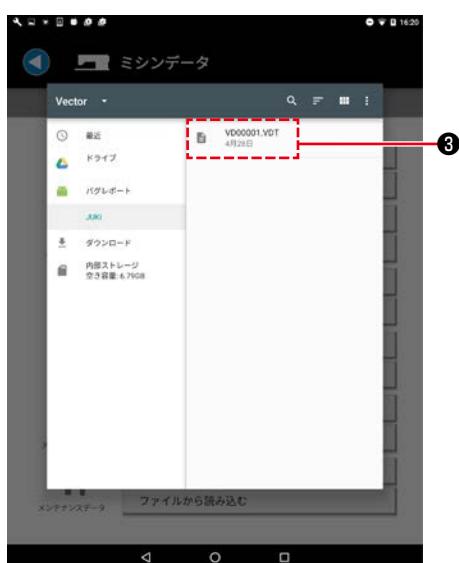 16:20
ミシンデータ
Vector
最近
ドライブ
バグレポート
JUKI
ダウンロード
内部ストレージ
空き容量: 6.79GB
VD00001.VDT
4月28日
❸
メンテナンスデータ
ファイルから読み込む